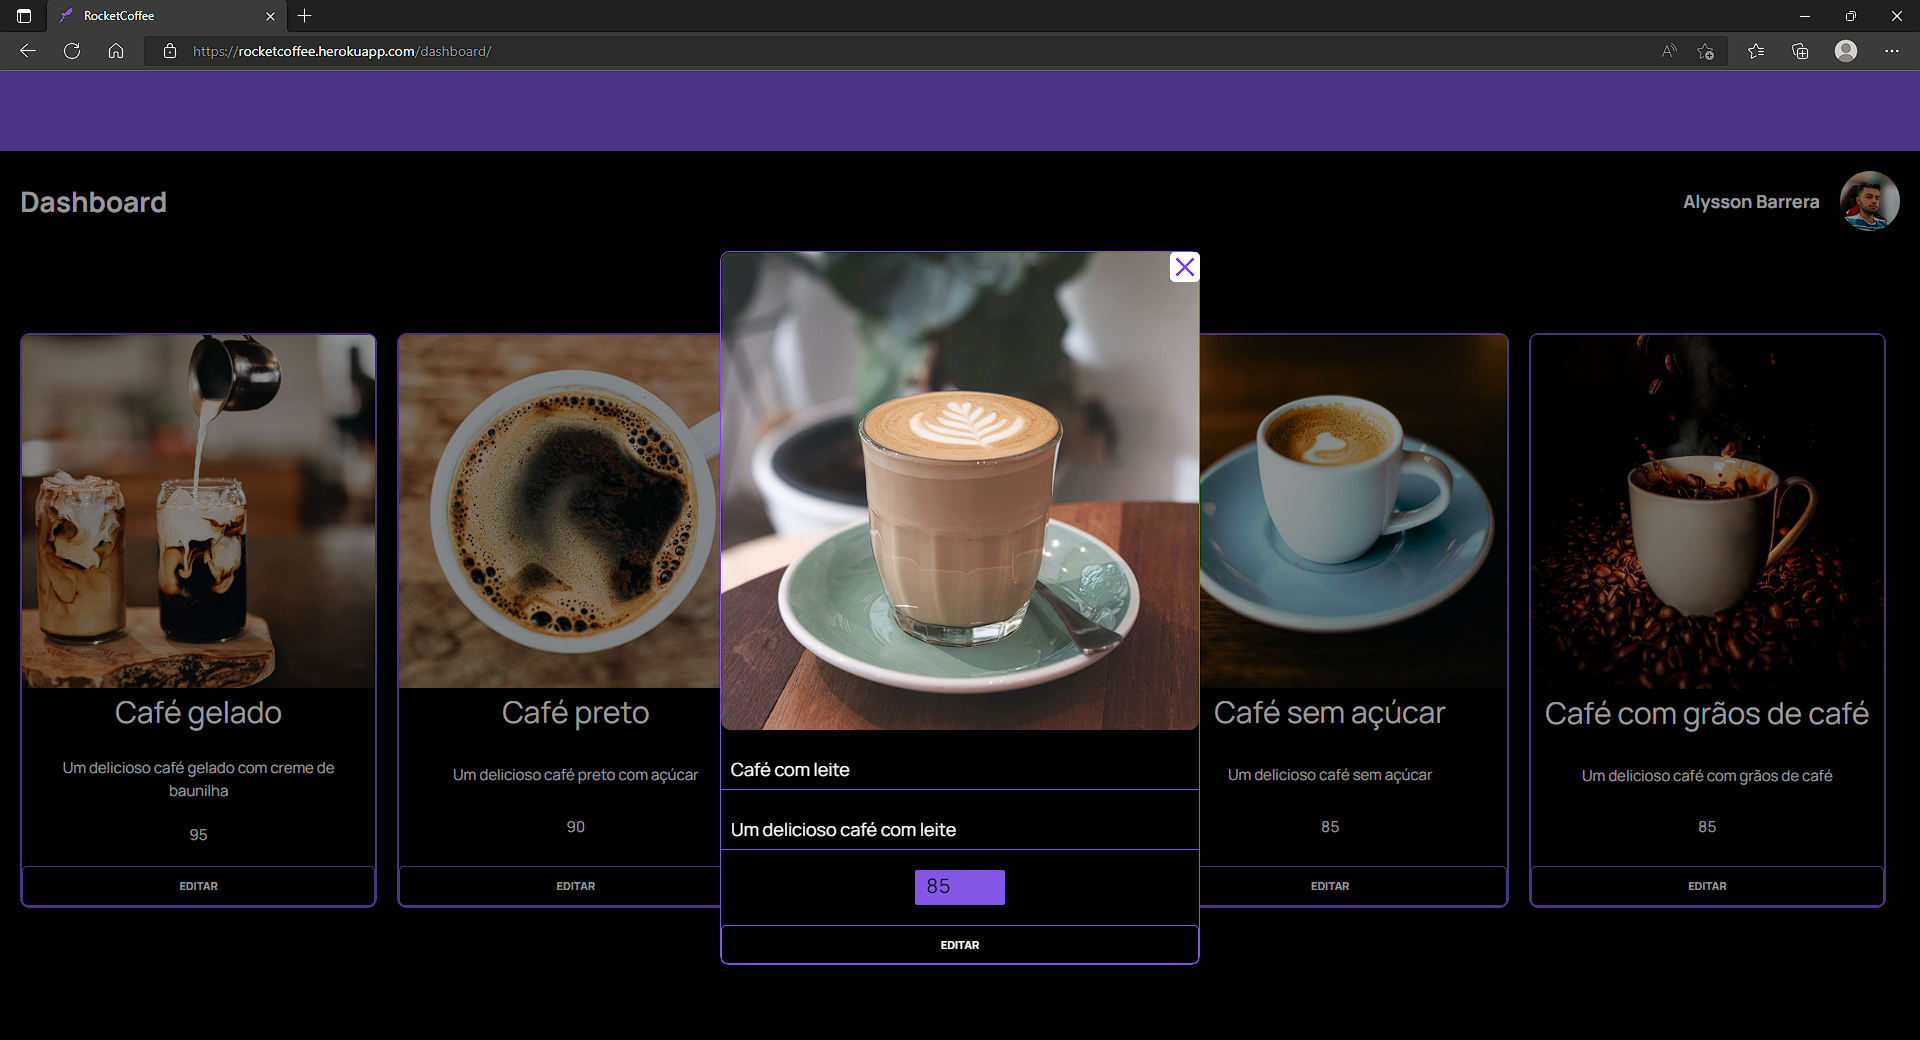 RocketCoffee
https://rocketcoffee.herokuapp.com/dashboard/
Dashboard
Alysson Barrera
Café gelado
Um delicioso café gelado com creme de
baunilha
95
EDITAR
Café preto
Um delicioso café preto com açúcar
90
EDITAR
Café com leite
Um delicioso café com leite
85
EDITAR
Café sem açúcar
Um delicioso café sem açúcar
85
EDITAR
Café com grãos de café
Um delicioso café com grãos de café
85
EDITAR